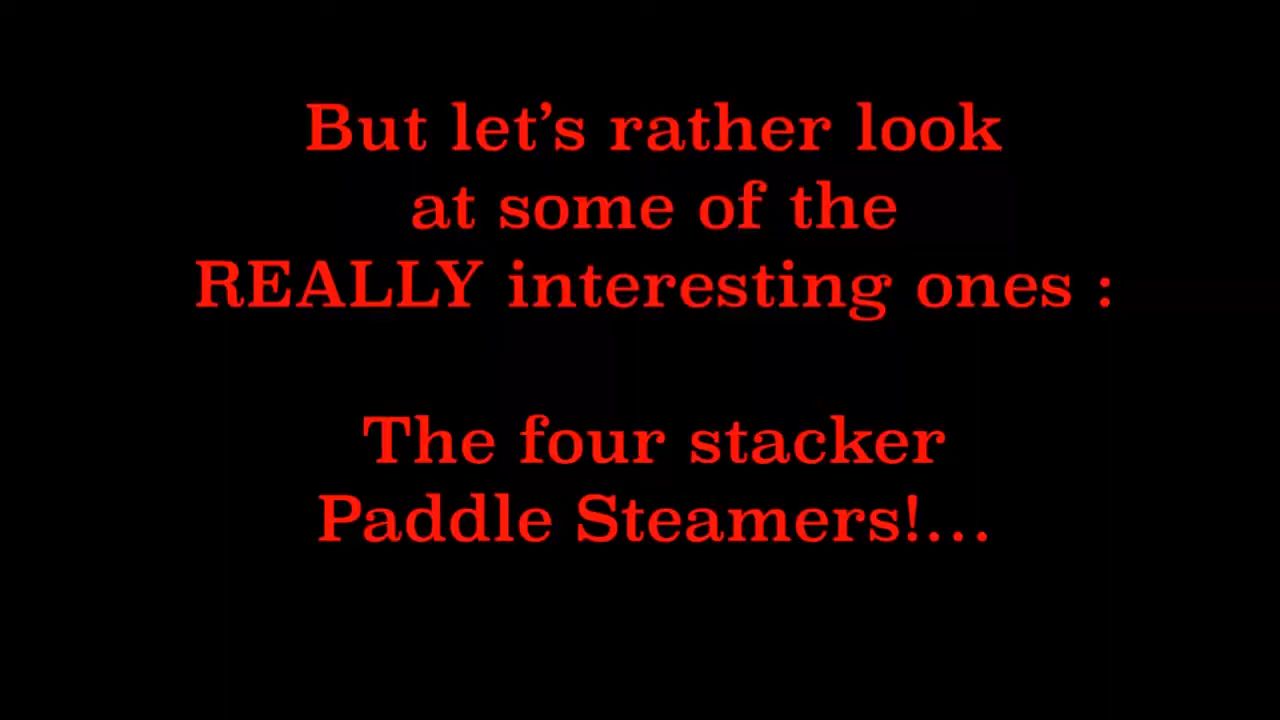 But let’s rather look
at some of the
REALLY interesting ones :
The four stacker
Paddle Steamers!...